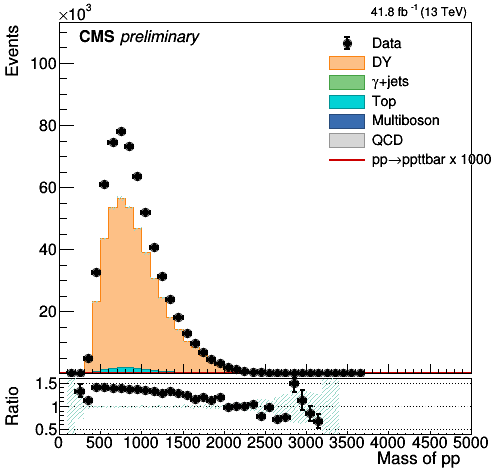 ×10³
41.8 fb⁻¹ (13 TeV)
CMS preliminary
Events
100
80
60
40
20
Data
DY
γ+jets
Top
Multiboson
QCD
pp→ppttbar x 1000
Ratio
1.5
1
0.5
0 500 1000 1500 2000 2500 3000 3500 4000 4500 5000
Mass of pp